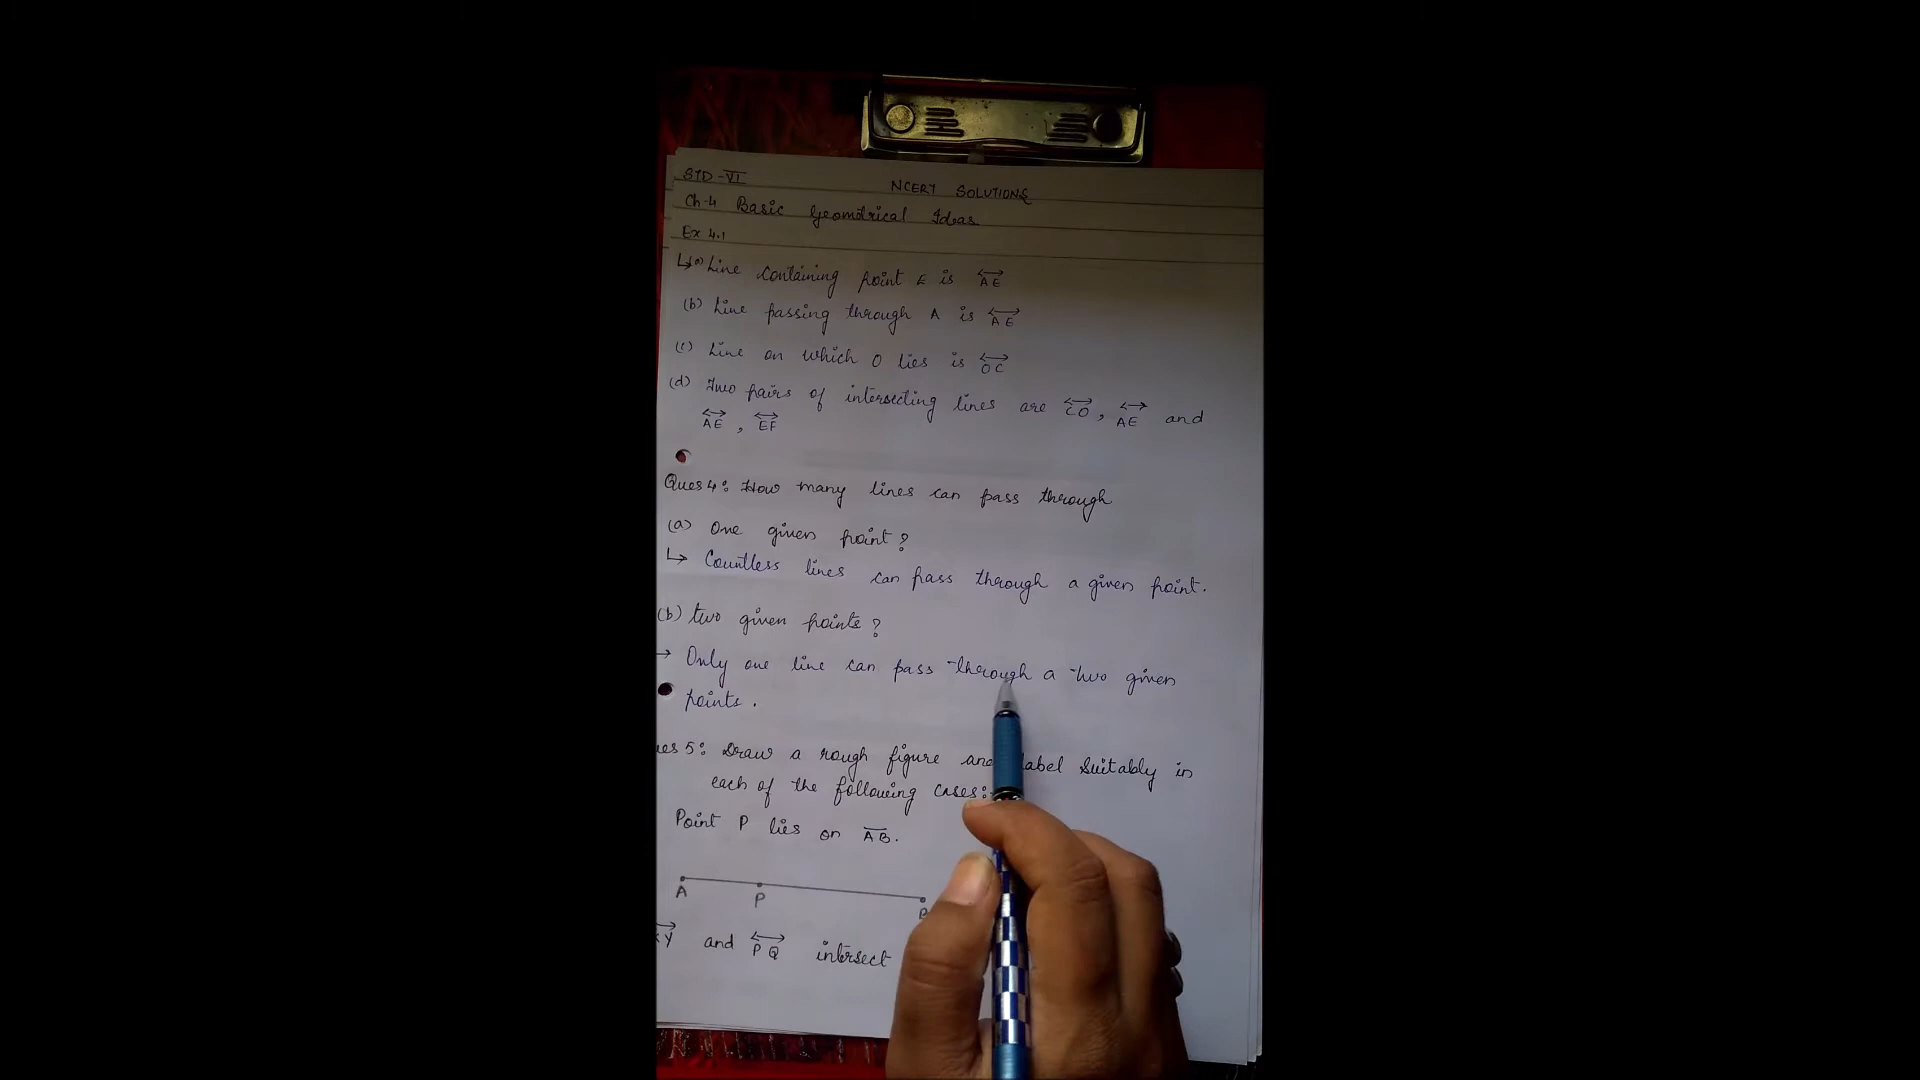 STD - VI
NCERT SOLUTIONS
Ch-4 Basic Geometrical Ideas
Ex 4.1
↳(a) Line containing point E is AE
(b) Line passing through A is AE
(c) Line on which O lies is OC
(d) Two pairs of intersecting lines are CO, AE and
AE, EF
Ques 4: How many lines can pass through
(a) One given point?
↳ Countless lines can pass through a given point.
(b) two given points?
→ Only one line can pass through a two given
points.
ues 5: Draw a rough figure and label suitably in
each of the following cases:-
Point P lies on AB.
A P B
XY and PQ intersect